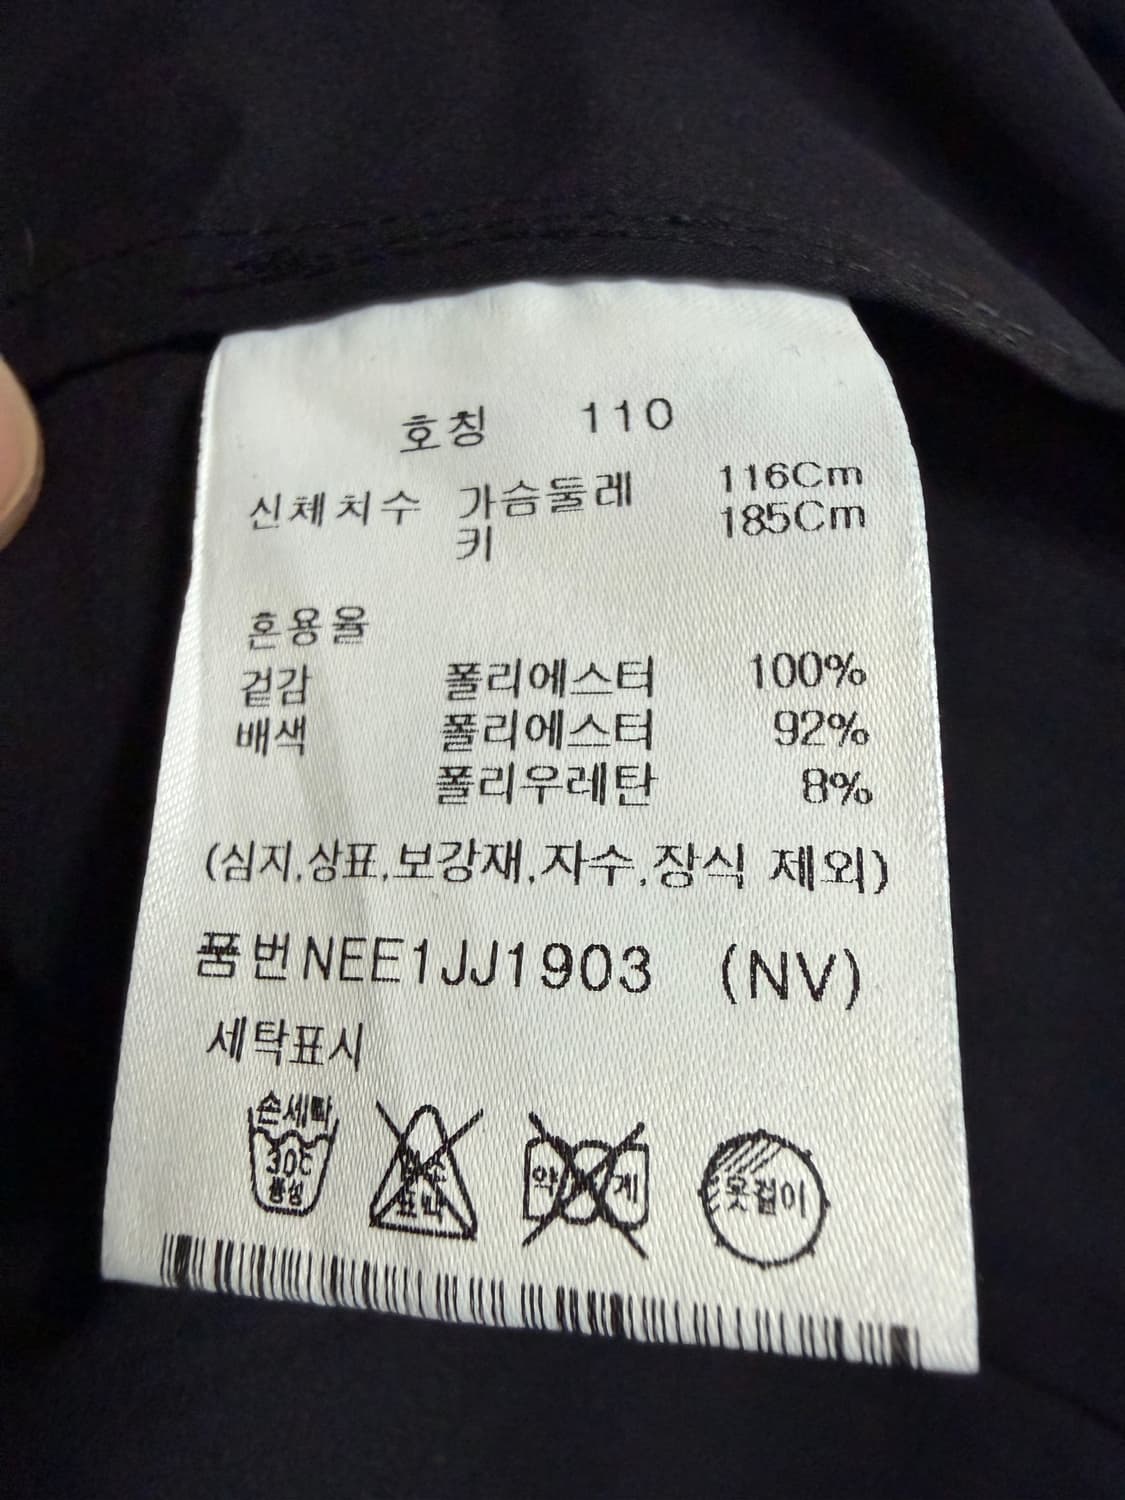 호칭 110
신체치수 가슴둘레 116Cm
키 185Cm
혼용율
겉감 폴리에스터 100%
배색 폴리에스터 92%
폴리우레탄 8%
(심지,상표,보강재,자수,장식 제외)
품번NEE1JJ1903 (NV)
세탁표시
손세탁
30℃
중성
표백
약 계
옷걸이